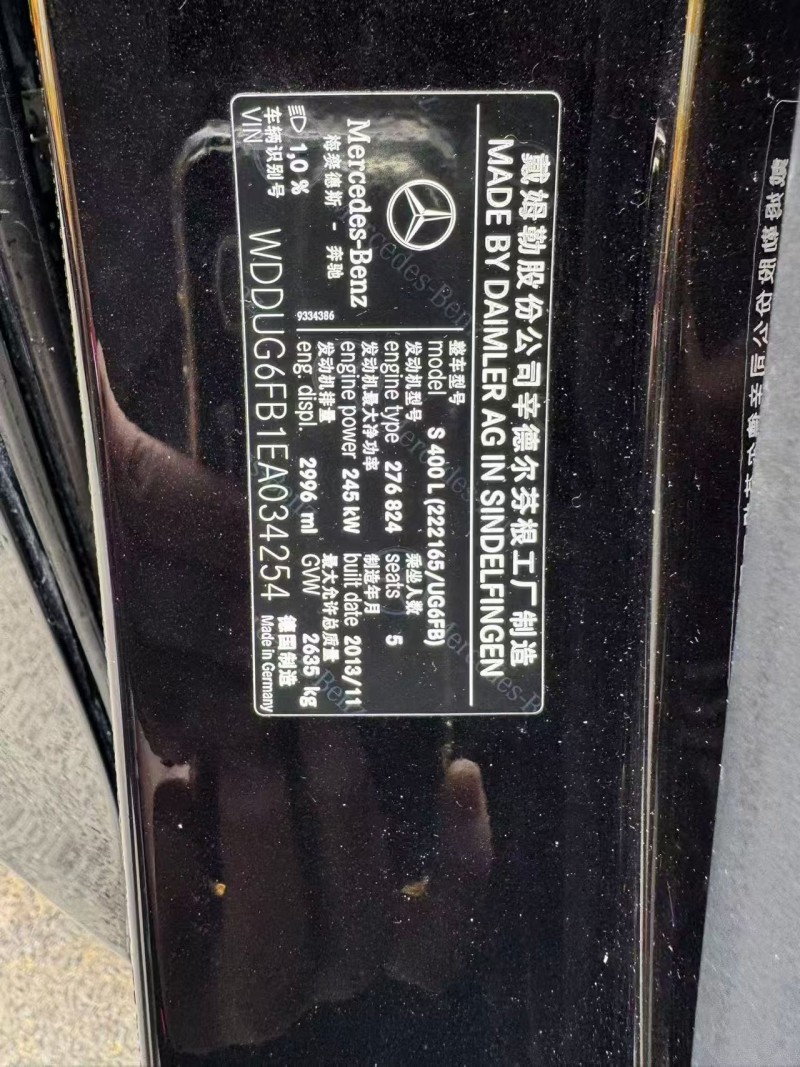 戴姆勒股份公司辛德尔芬根工厂制造
MADE BY DAIMLER AG IN SINDELFINGEN
Mercedes-Benz
梅赛德斯 - 奔驰
9334386
整车型号
model S 400 L (222165/UG6FB)
发动机型号 乘坐人数
engine type 276 824 seats 5
发动机最大净功率 制造年月
engine power 245 kW built date 2013/11
发动机排量 最大允许总质量
eng. displ. 2996 ml GVW 2635 kg
1,0 %
车辆识别号 德国制造
VIN WDDUG6FB1EA034254 Made in Germany